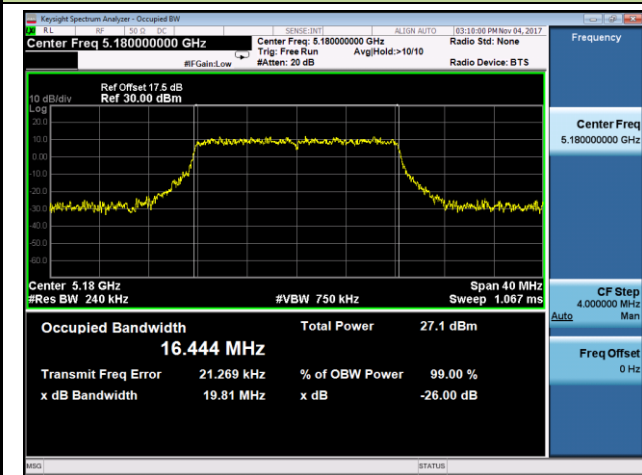 Keysight Spectrum Analyzer - Occupied BW
RL RF 50 Ω DC SENSE:INT ALIGN AUTO 03:10:00 PM Nov 04, 2017
Center Freq 5.180000000 GHz
Center Freq: 5.180000000 GHz
Radio Std: None
Trig: Free Run Avg|Hold:>10/10
#IFGain:Low #Atten: 20 dB Radio Device: BTS
Ref Offset 17.5 dB
10 dB/div Ref 30.00 dBm
Log
20.0
10.0
0.00
-10.0
-20.0
-30.0
-40.0
-50.0
-60.0
Center 5.18 GHz Span 40 MHz
#Res BW 240 kHz #VBW 750 kHz Sweep 1.067 ms
Occupied Bandwidth Total Power 27.1 dBm
16.444 MHz
Transmit Freq Error 21.269 kHz % of OBW Power 99.00 %
x dB Bandwidth 19.81 MHz x dB -26.00 dB
MSG STATUS
Frequency
Center Freq
5.180000000 GHz
CF Step
4.000000 MHz
Auto Man
Freq Offset
0 Hz